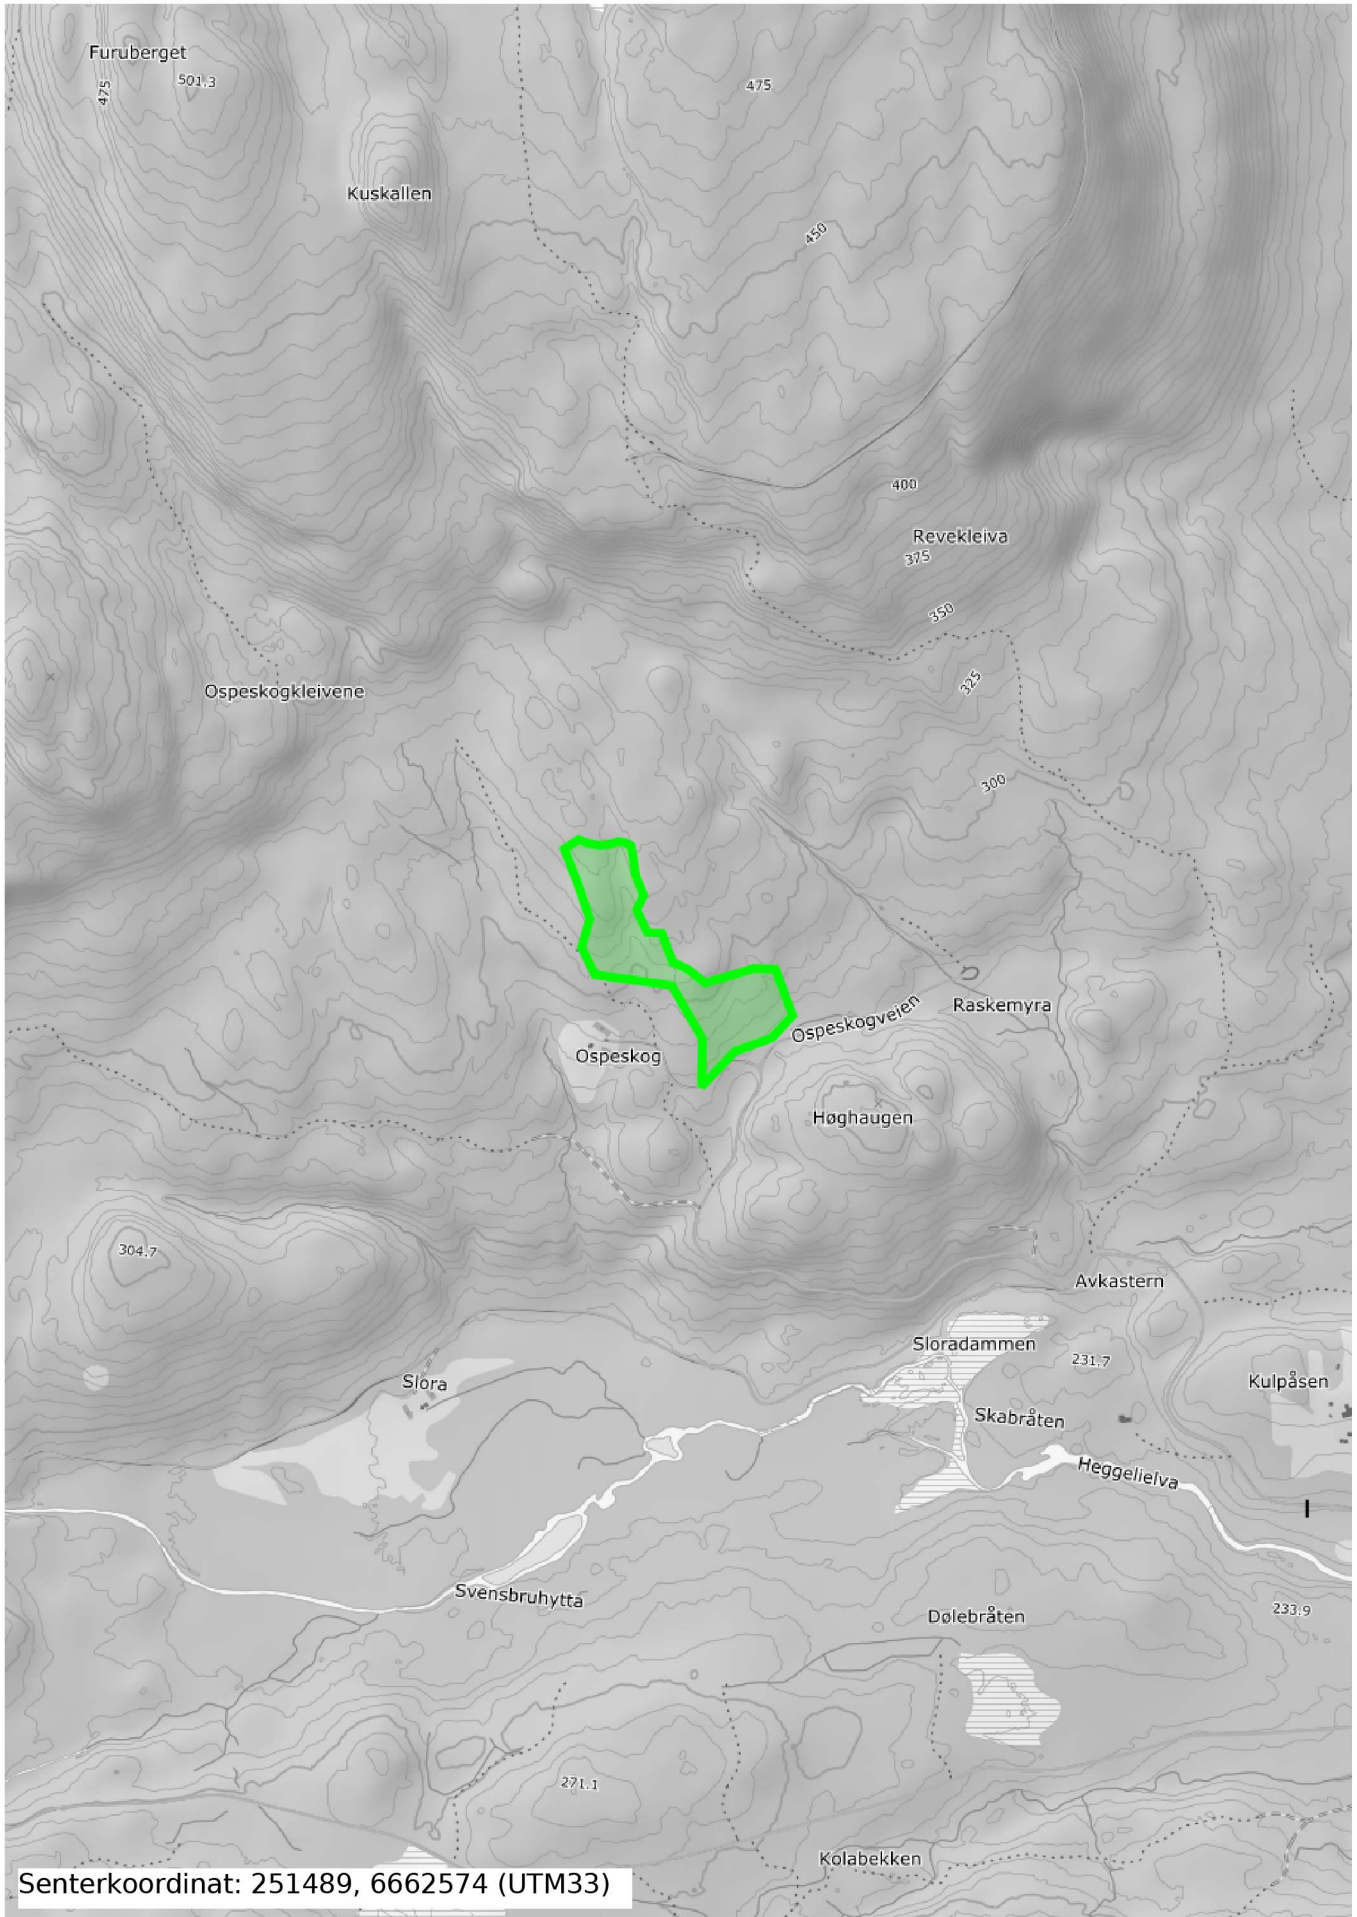 Furuberget
501.3
475
475
Kuskallen
450
400
Revekleiva
375
350
325
Ospeskogkleivene
300
Raskemyra
Ospeskogveien
Ospeskog
Høghaugen
304.7
Avkastern
Sloradammen
231.7
Slora
Kulpåsen
Skabråten
Heggelielva
Svensbruhytta
Dølebråten
233.9
271.1
Kolabekken
Senterkoordinat: 251489, 6662574 (UTM33)